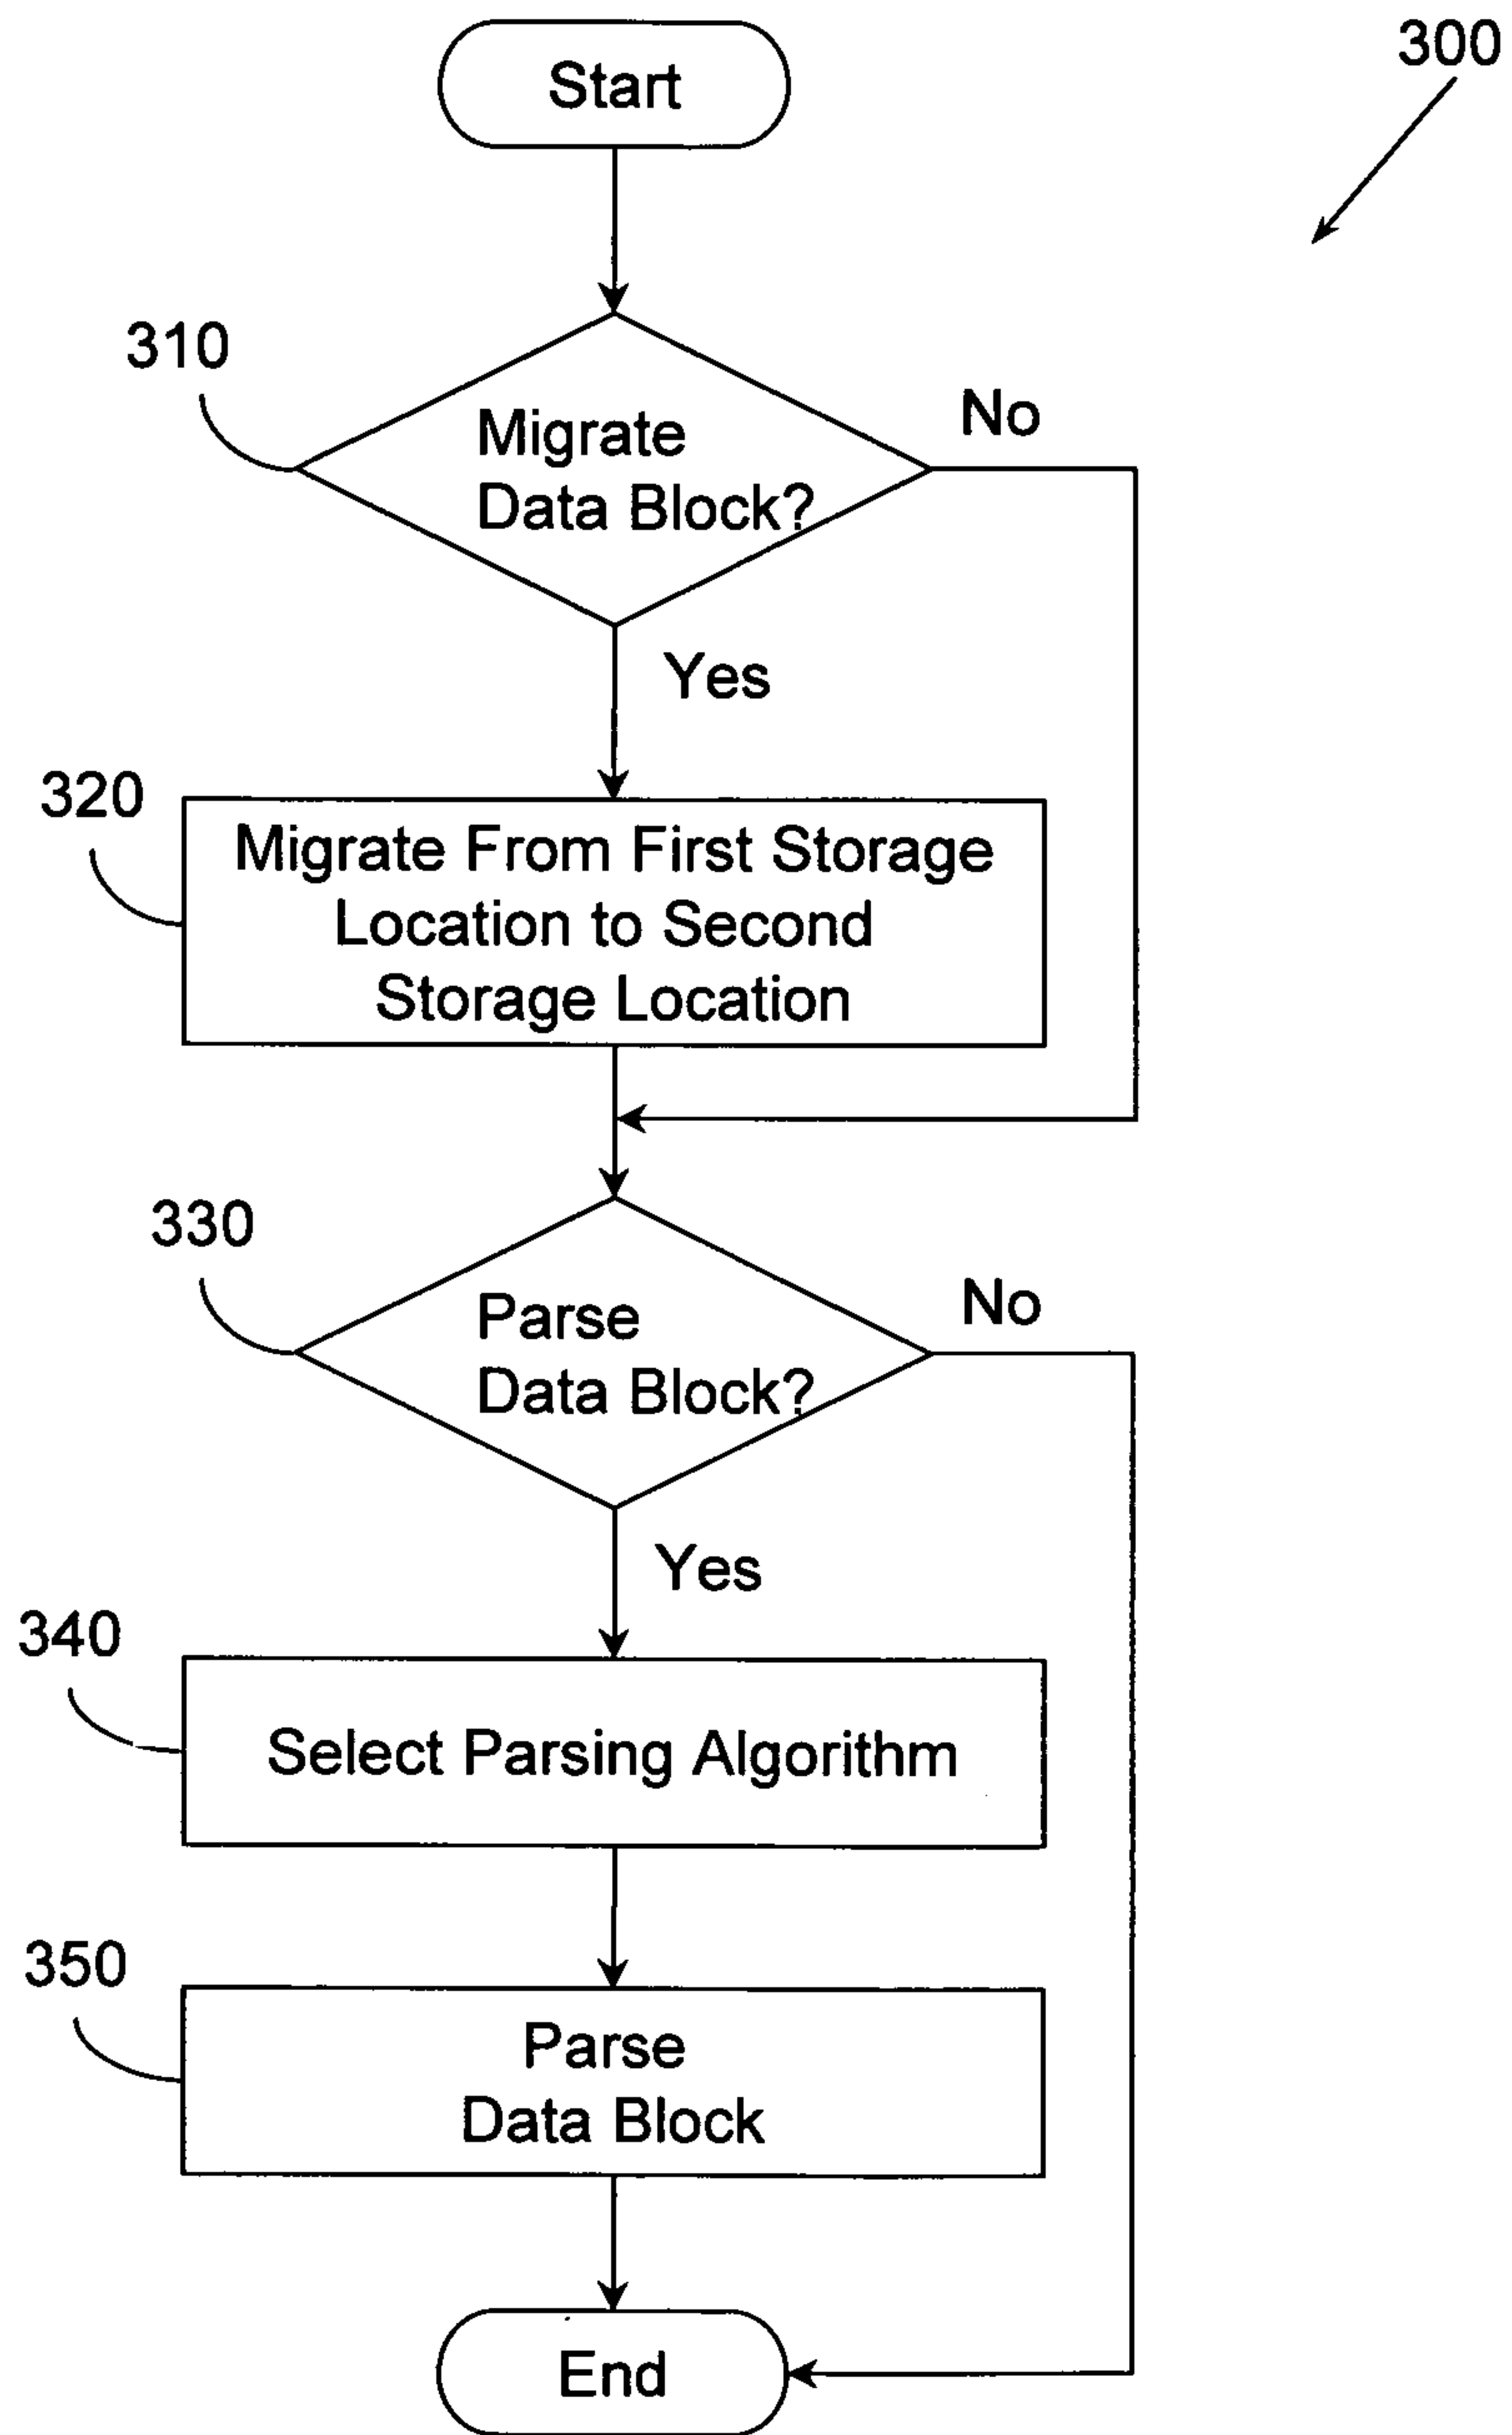 300
Start
310
Migrate
Data Block?
No
Yes
320
Migrate From First Storage
Location to Second
Storage Location
330
Parse
Data Block?
No
Yes
340
Select Parsing Algorithm
350
Parse
Data Block
End